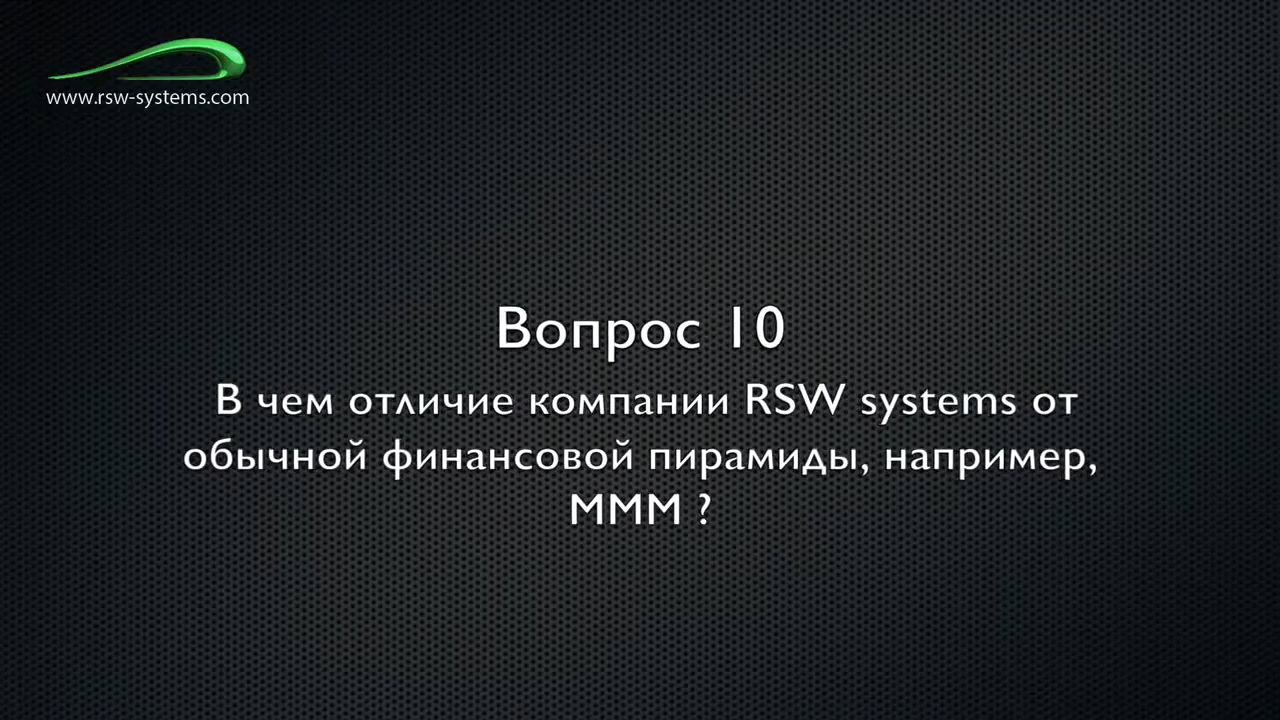 www.rsw-systems.com
Вопрос 10
В чем отличие компании RSW systems от
обычной финансовой пирамиды, например,
МММ ?